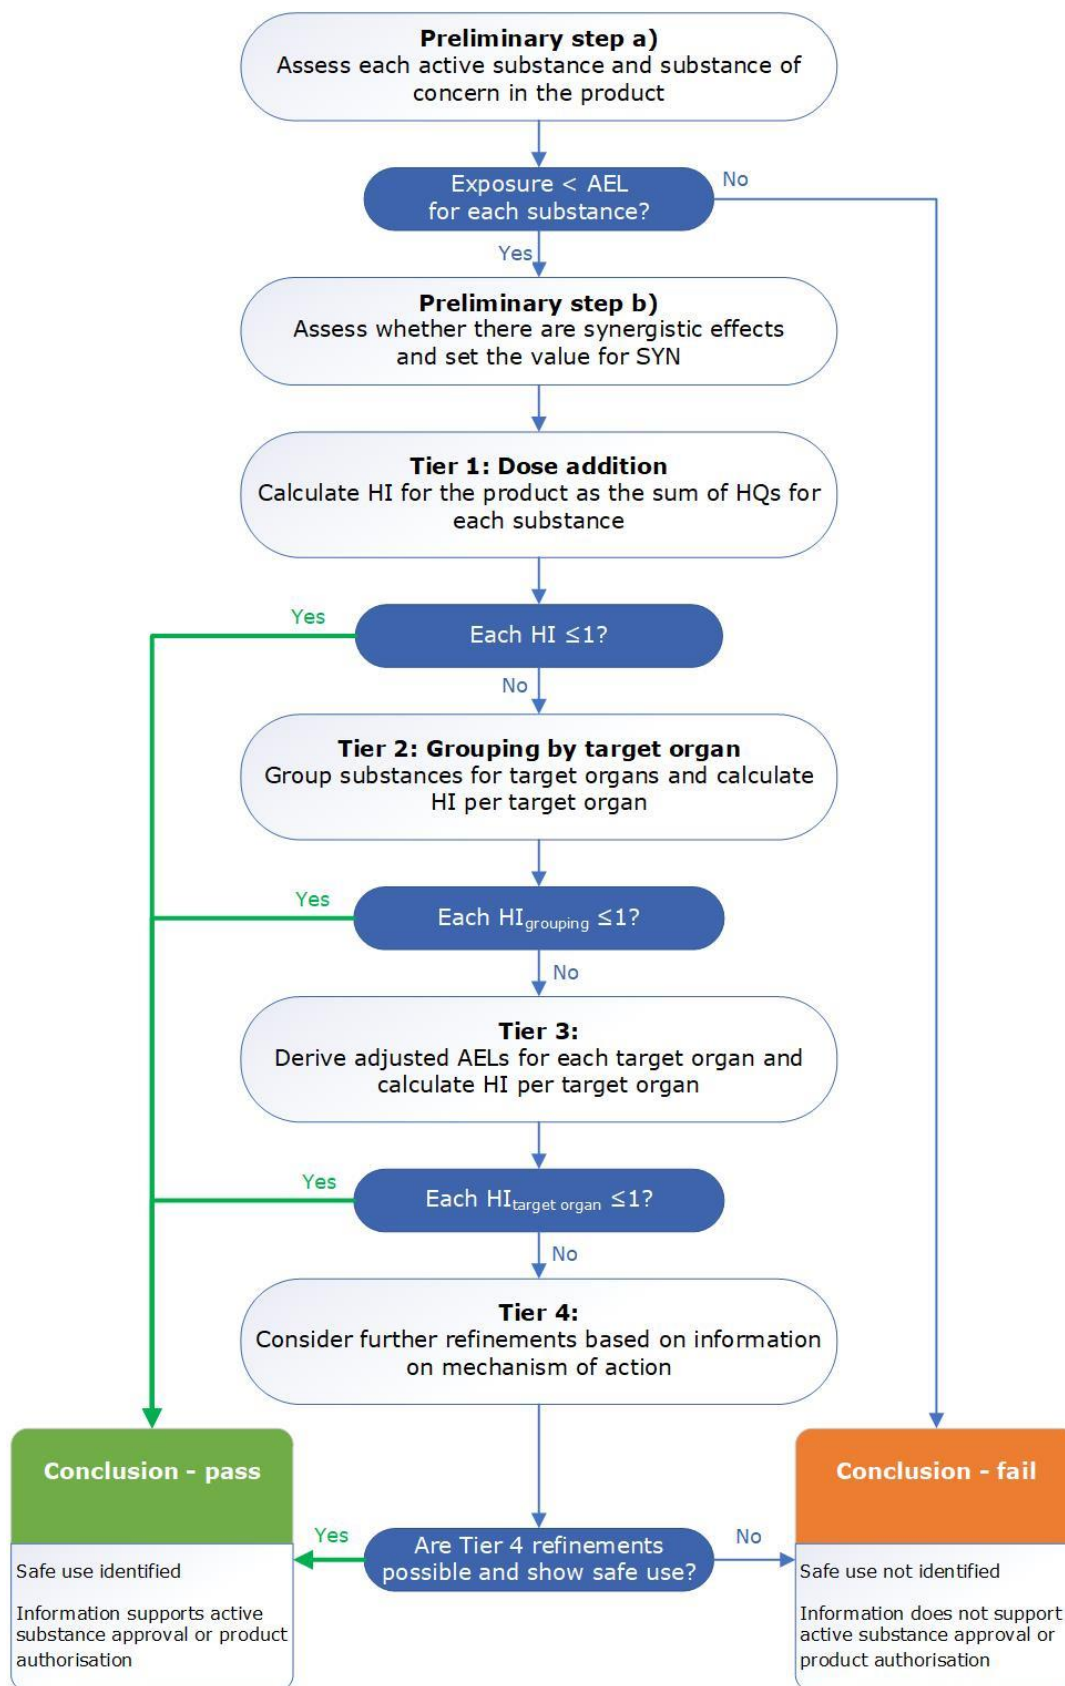 Preliminary step a)
Assess each active substance and substance of
concern in the product
Exposure < AEL
for each substance?
No
Yes
Preliminary step b)
Assess whether there are synergistic effects
and set the value for SYN
Tier 1: Dose addition
Calculate HI for the product as the sum of HQs for
each substance
Yes
Each HI ≤1?
No
Tier 2: Grouping by target organ
Group substances for target organs and calculate
HI per target organ
Yes
Each HIgrouping ≤1?
No
Tier 3:
Derive adjusted AELs for each target organ and
calculate HI per target organ
Yes
Each HItarget organ ≤1?
No
Tier 4:
Consider further refinements based on information
on mechanism of action
Conclusion - pass
Safe use identified
Information supports active
substance approval or product
authorisation
Yes
Are Tier 4 refinements
possible and show safe use?
No
Conclusion - fail
Safe use not identified
Information does not support
active substance approval or
product authorisation